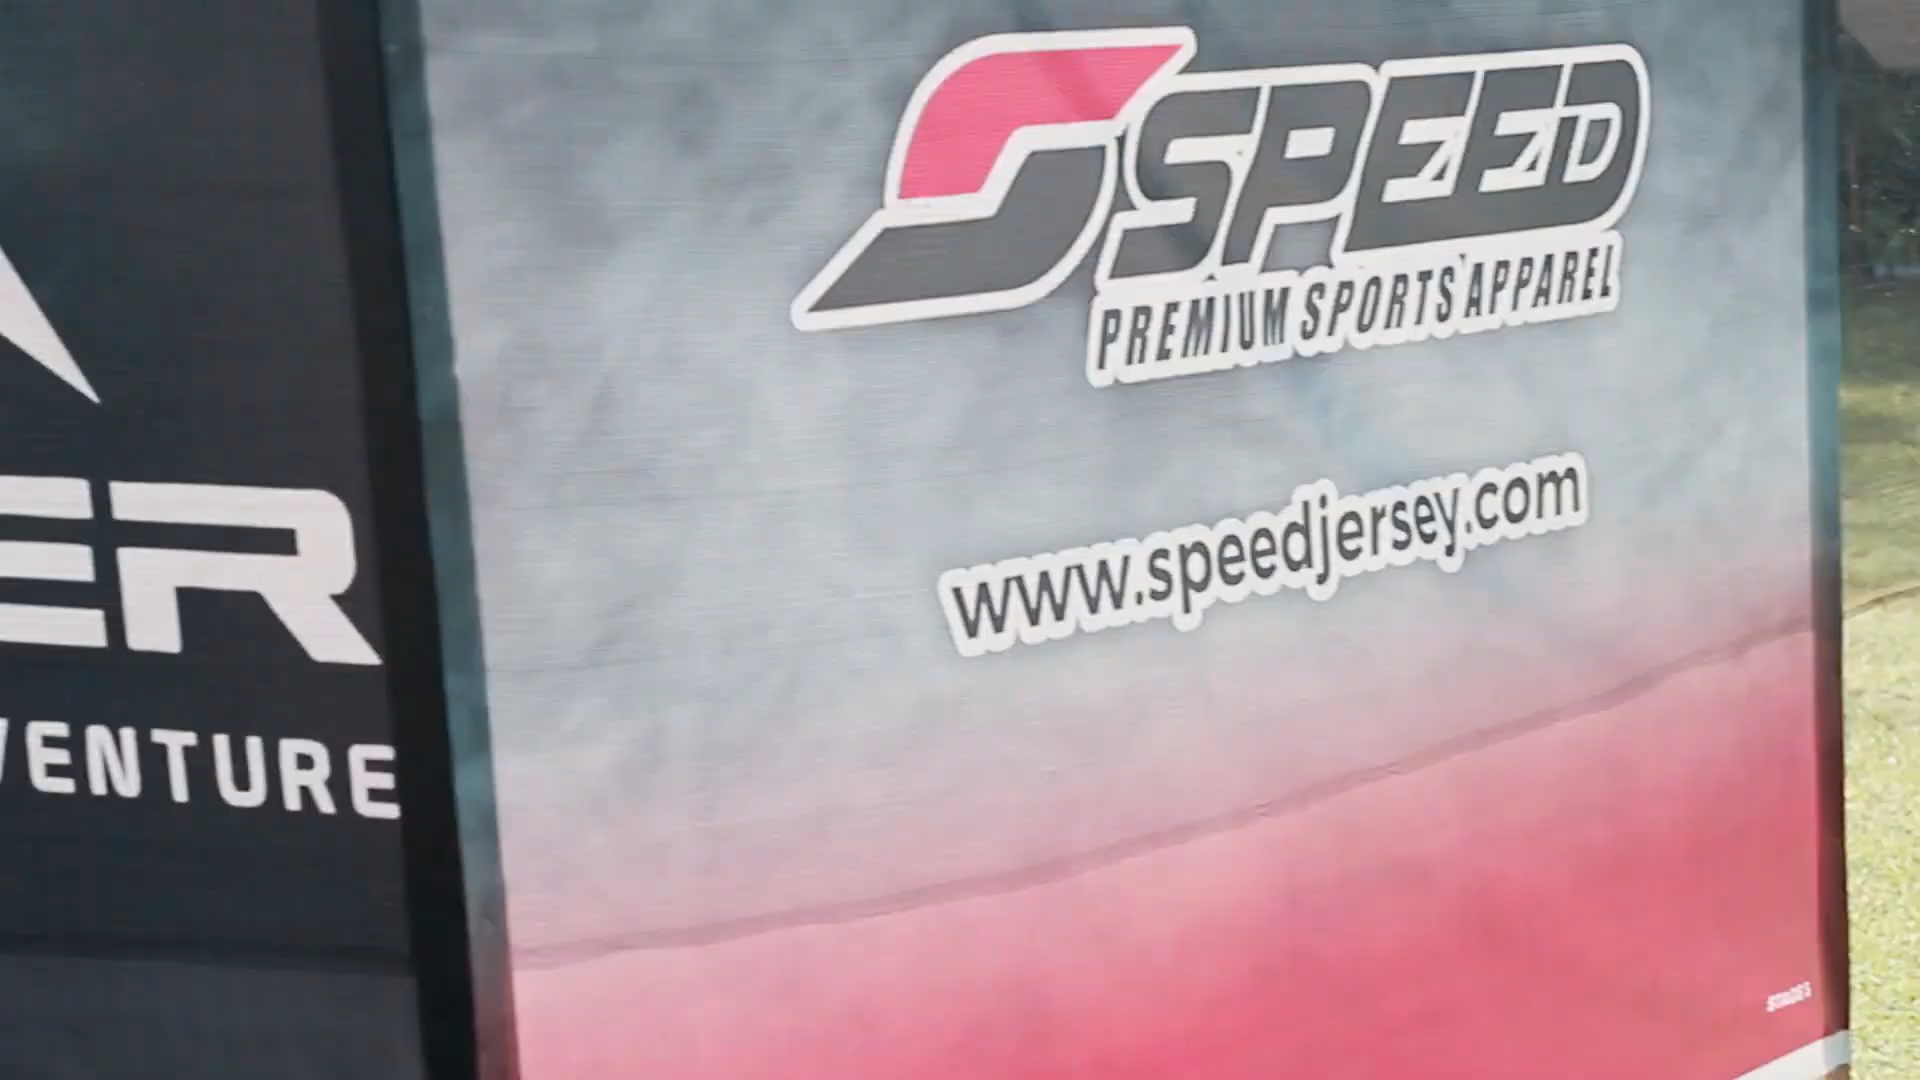 ER
VENTURE
SPEED
PREMIUM SPORTS APPAREL
www.speedjersey.com